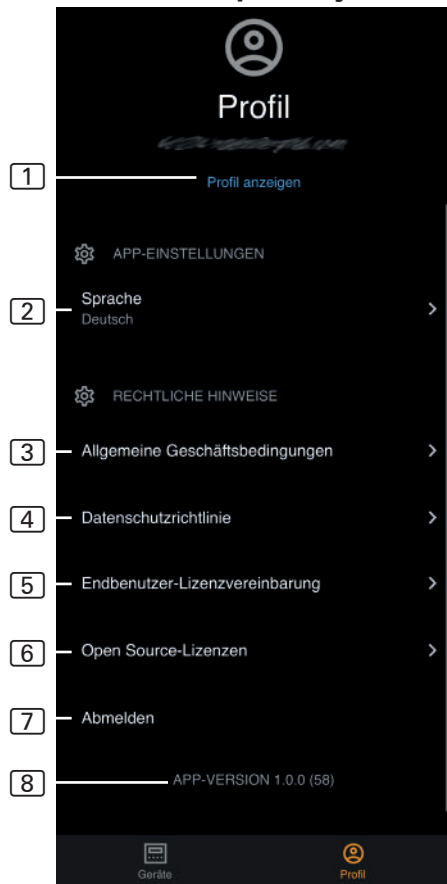 Profil
1
Profil anzeigen
APP-EINSTELLUNGEN
2
Sprache
Deutsch
RECHTLICHE HINWEISE
3
Allgemeine Geschäftsbedingungen
4
Datenschutzrichtlinie
5
Endbenutzer-Lizenzvereinbarung
6
Open Source-Lizenzen
7
Abmelden
8
APP-VERSION 1.0.0 (58)
Geräte
Profil